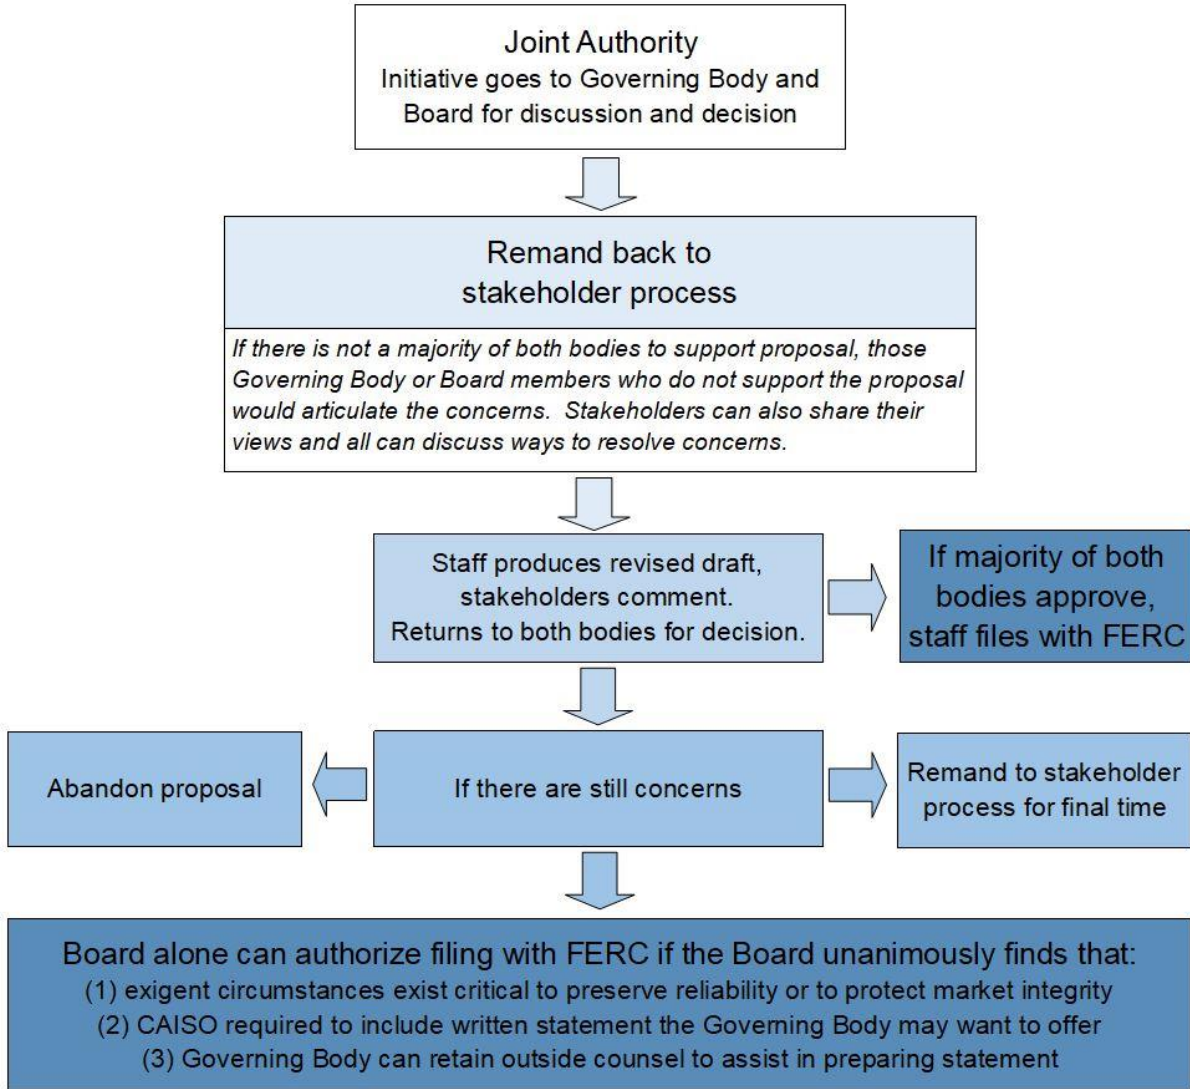 Joint Authority
Initiative goes to Governing Body and
Board for discussion and decision
Remand back to
stakeholder process
If there is not a majority of both bodies to support proposal, those
Governing Body or Board members who do not support the proposal
would articulate the concerns.  Stakeholders can also share their
views and all can discuss ways to resolve concerns.
Staff produces revised draft,
stakeholders comment.
Returns to both bodies for decision.
If majority of both
bodies approve,
staff files with FERC
Abandon proposal
If there are still concerns
Remand to stakeholder
process for final time
Board alone can authorize filing with FERC if the Board unanimously finds that:
(1) exigent circumstances exist critical to preserve reliability or to protect market integrity
(2) CAISO required to include written statement the Governing Body may want to offer
(3) Governing Body can retain outside counsel to assist in preparing statement